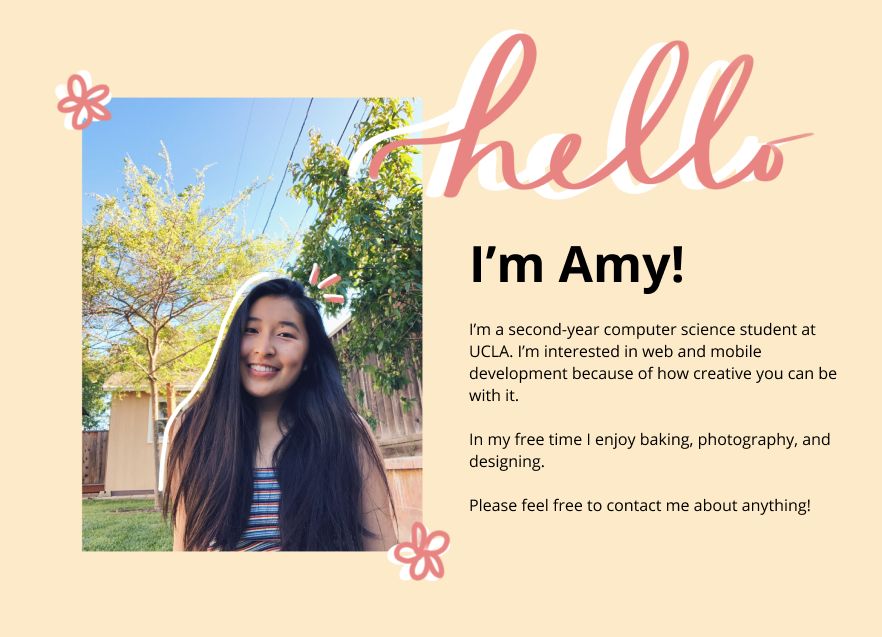 hello
I’m Amy!
I’m a second-year computer science student at
UCLA. I’m interested in web and mobile
development because of how creative you can be
with it.
In my free time I enjoy baking, photography, and
designing.
Please feel free to contact me about anything!